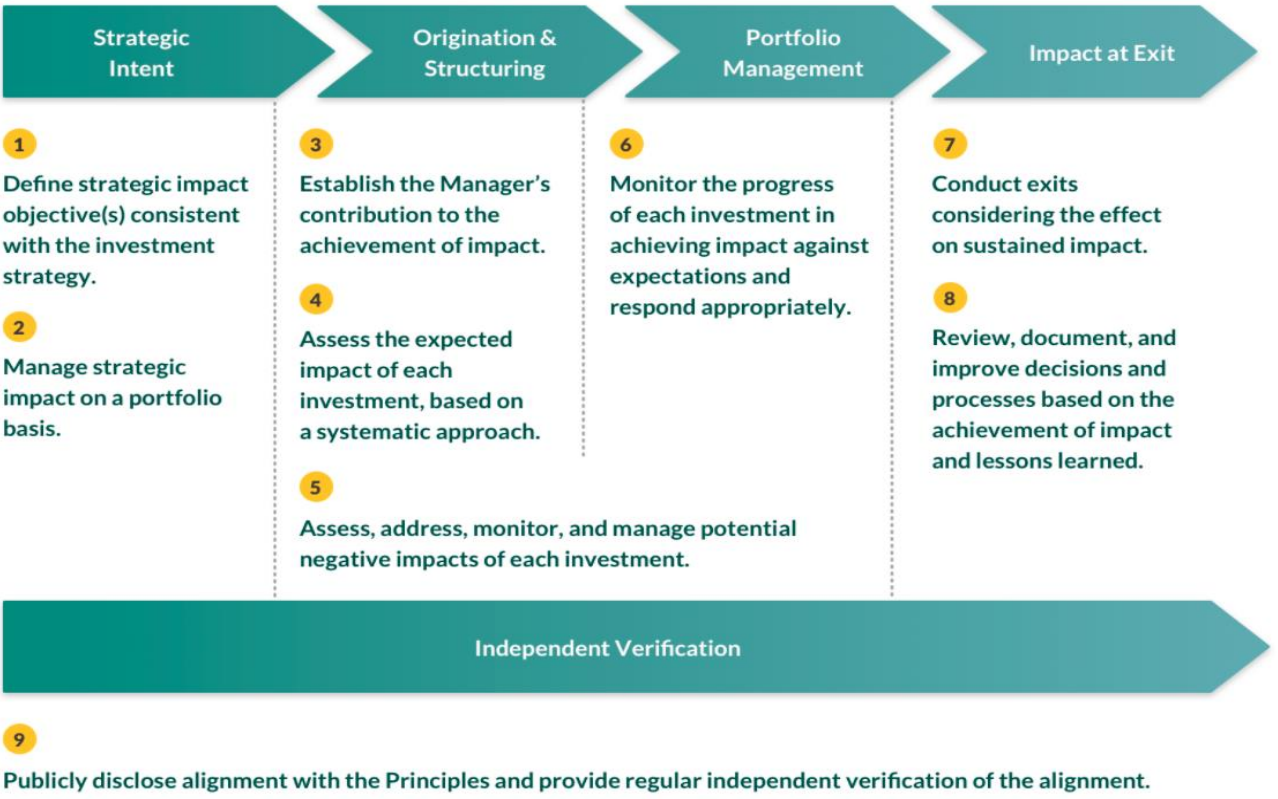 Strategic
Intent
Origination &
Structuring
Portfolio
Management
Impact at Exit
1
Define strategic impact
objective(s) consistent
with the investment
strategy.
2
Manage strategic
impact on a portfolio
basis.
3
Establish the Manager’s
contribution to the
achievement of impact.
4
Assess the expected
impact of each
investment, based on
a systematic approach.
5
Assess, address, monitor, and manage potential
negative impacts of each investment.
6
Monitor the progress
of each investment in
achieving impact against
expectations and
respond appropriately.
7
Conduct exits
considering the effect
on sustained impact.
8
Review, document, and
improve decisions and
processes based on the
achievement of impact
and lessons learned.
Independent Verification
9
Publicly disclose alignment with the Principles and provide regular independent verification of the alignment.